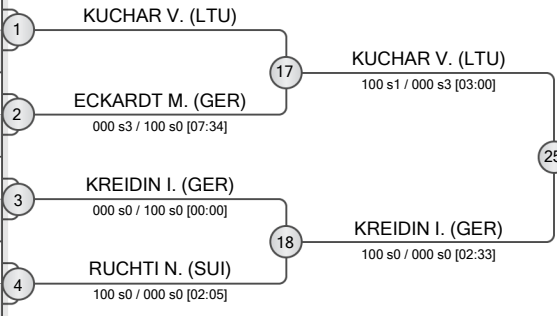 1
KUCHAR V. (LTU)
17
KUCHAR V. (LTU)
100 s1 / 000 s3 [03:00]
2
ECKARDT M. (GER)
000 s3 / 100 s0 [07:34]
25
3
KREIDIN I. (GER)
000 s0 / 100 s0 [00:00]
18
KREIDIN I. (GER)
100 s0 / 000 s0 [02:33]
4
RUCHTI N. (SUI)
100 s0 / 000 s0 [02:05]